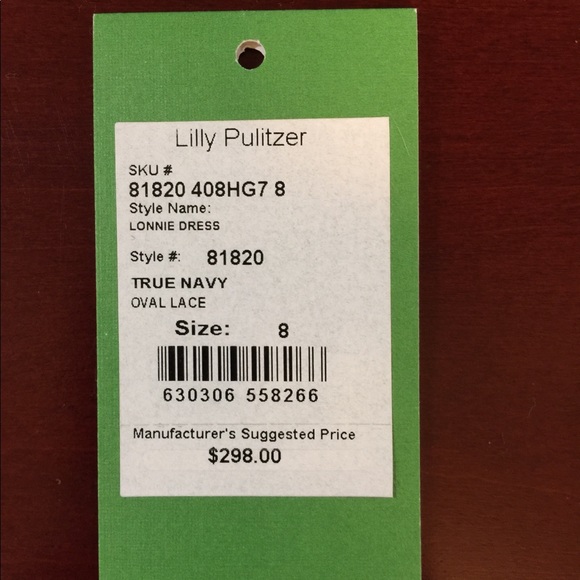 Lilly Pulitzer
SKU #
81820 408HG7 8
Style Name:
LONNIE DRESS
Style #: 81820
TRUE NAVY
OVAL LACE
Size: 8
630306 558266
Manufacturer's Suggested Price
$298.00